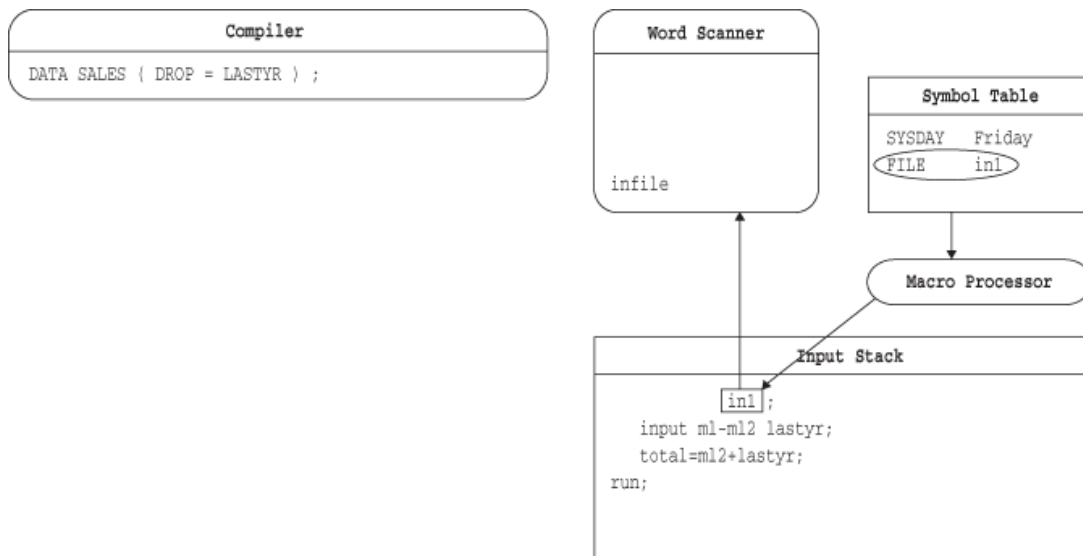 Compiler
DATA SALES ( DROP = LASTYR ) ;
Word Scanner
infile
Symbol Table
SYSDAY Friday
FILE in1
Macro Processor
Input Stack
in1 ;
input m1-m12 lastyr;
total=m12+lastyr;
run;